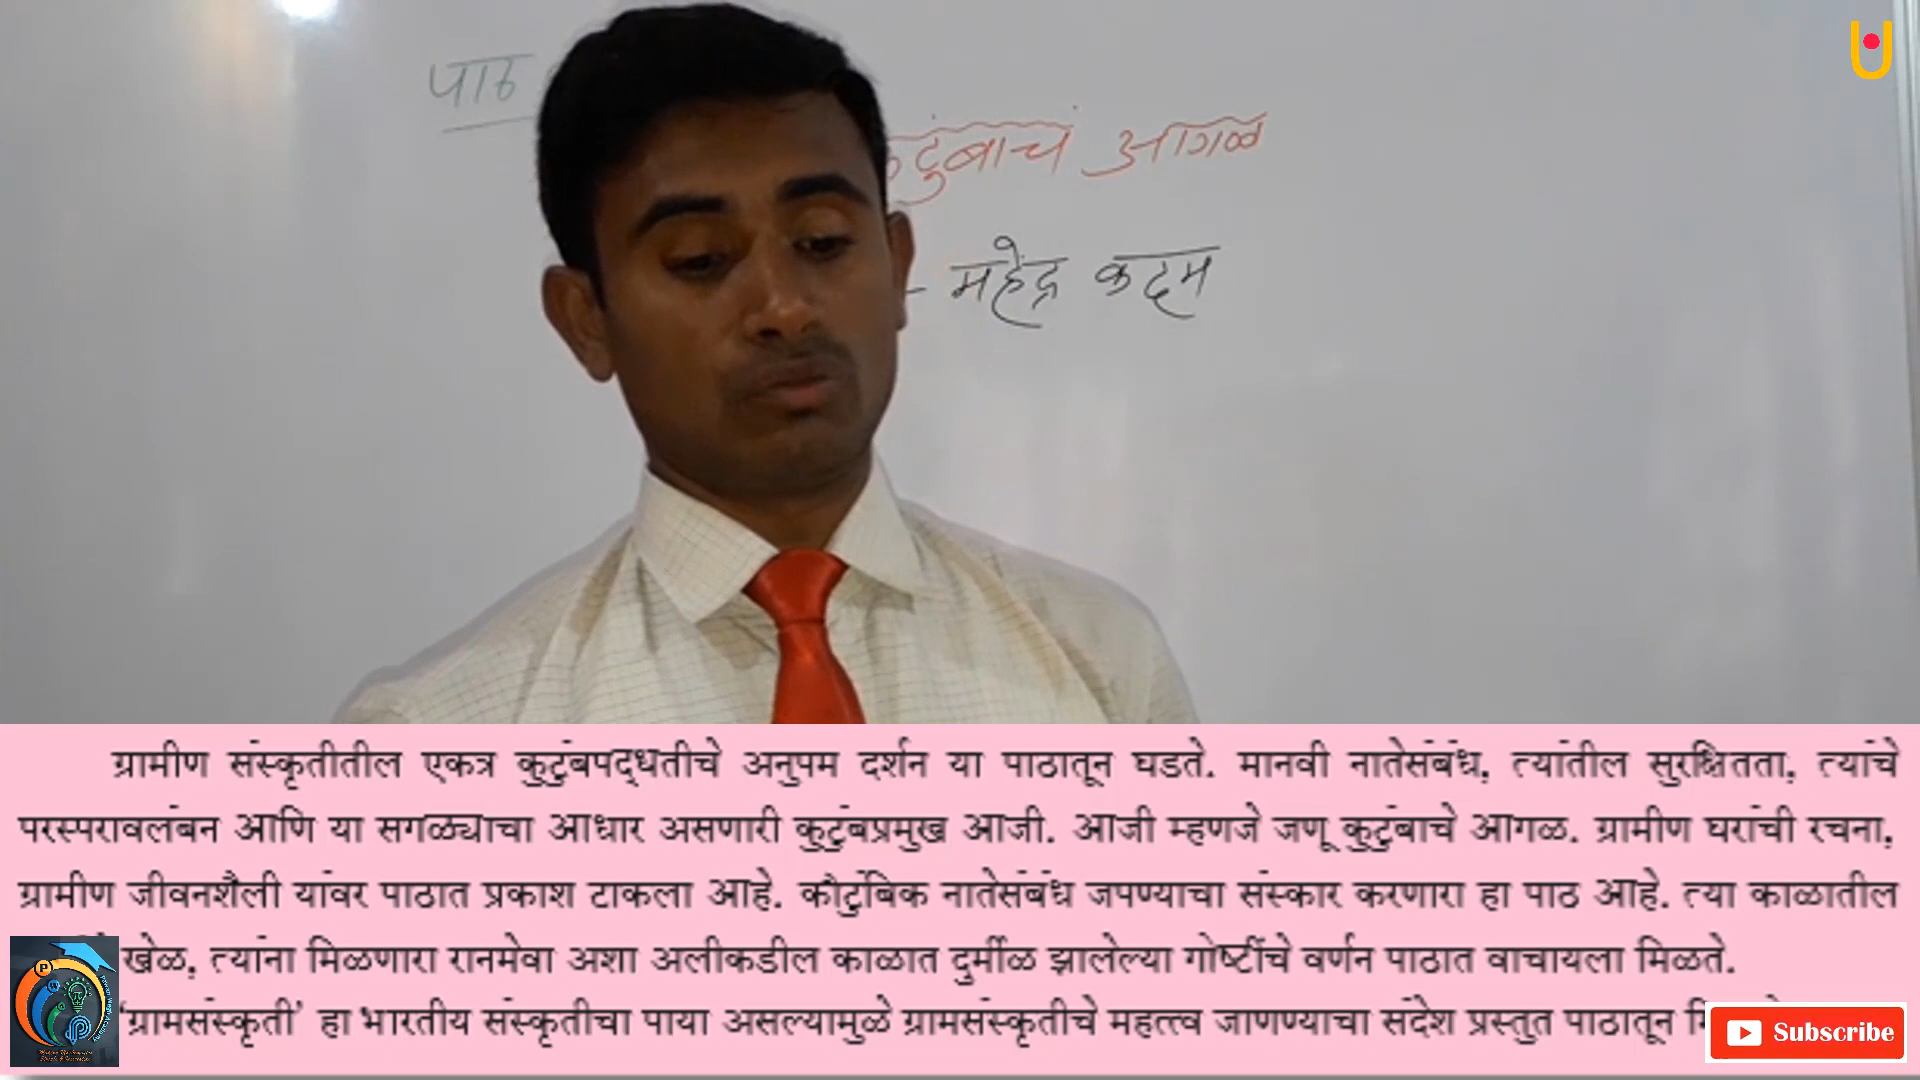 पाठ
कुटुंबाचं आगळ
- महेंद्र कदम
ग्रामीण संस्कृतीतील एकत्र कुटुंबपद्धतीचे अनुपम दर्शन या पाठातून घडते. मानवी नातेसंबंध, त्यांतील सुरक्षितता, त्यांचे
परस्परावलंबन आणि या सगळ्याचा आधार असणारी कुटुंबप्रमुख आजी. आजी म्हणजे जणू कुटुंबाचे आगळ. ग्रामीण घरांची रचना,
ग्रामीण जीवनशैली यांवर पाठात प्रकाश टाकला आहे. कौटुंबिक नातेसंबंध जपण्याचा संस्कार करणारा हा पाठ आहे. त्या काळातील
खेळ, त्यांना मिळणारा रानमेवा अशा अलीकडील काळात दुर्मीळ झालेल्या गोष्टींचे वर्णन पाठात वाचायला मिळते.
‘ग्रामसंस्कृती’ हा भारतीय संस्कृतीचा पाया असल्यामुळे ग्रामसंस्कृतीचे महत्त्व जाणण्याचा संदेश प्रस्तुत पाठातून
Subscribe